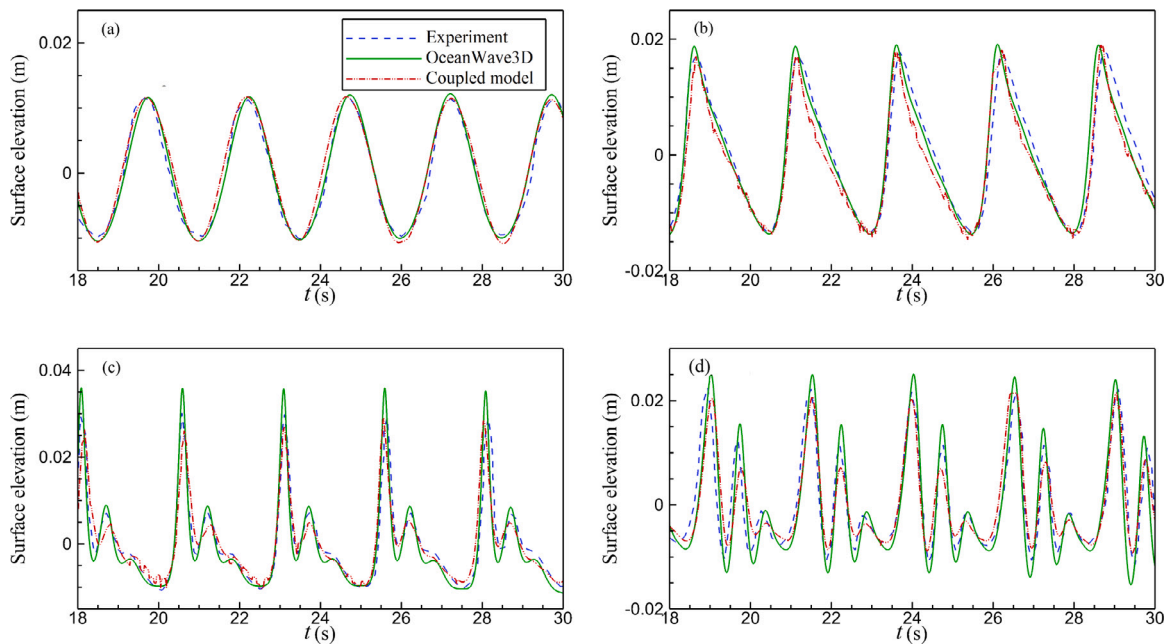 (a)
0.02
0
Surface elevation (m)
Experiment
OceanWave3D
Coupled model
18 20 22 24 26 28 30
t (s)
(b)
0.02
0
-0.02
Surface elevation (m)
18 20 22 24 26 28 30
t (s)
(c)
0.04
0.02
0
Surface elevation (m)
18 20 22 24 26 28 30
t (s)
(d)
0.02
0
-0.02
Surface elevation (m)
18 20 22 24 26 28 30
t (s)